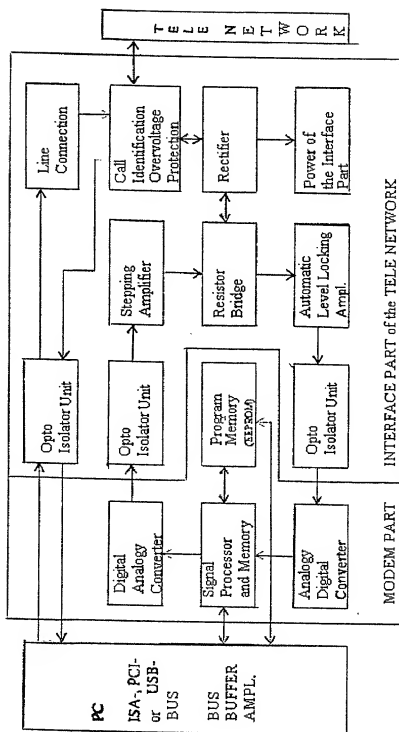 TELE NETWORK
Line
Connection
Call
Identification
Overvoltage
Protection
Rectifier
Power of
the Interface
Part
Stepping
Amplifier
Resistor
Bridge
Automatic
Level Locking
Ampl.
Opto
Isolator Unit
Opto
Isolator Unit
Program
Memory
(EEPROM)
Opto
Isolator Unit
INTERFACE PART of the TELE NETWORK
Digital
Analogy
Converter
Signal
Processor
and Memory
Analogy
Digital
Converter
MODEM PART
PC
ISA-, PCI-
or USB-
BUS
BUS
BUFFER
AMPL.